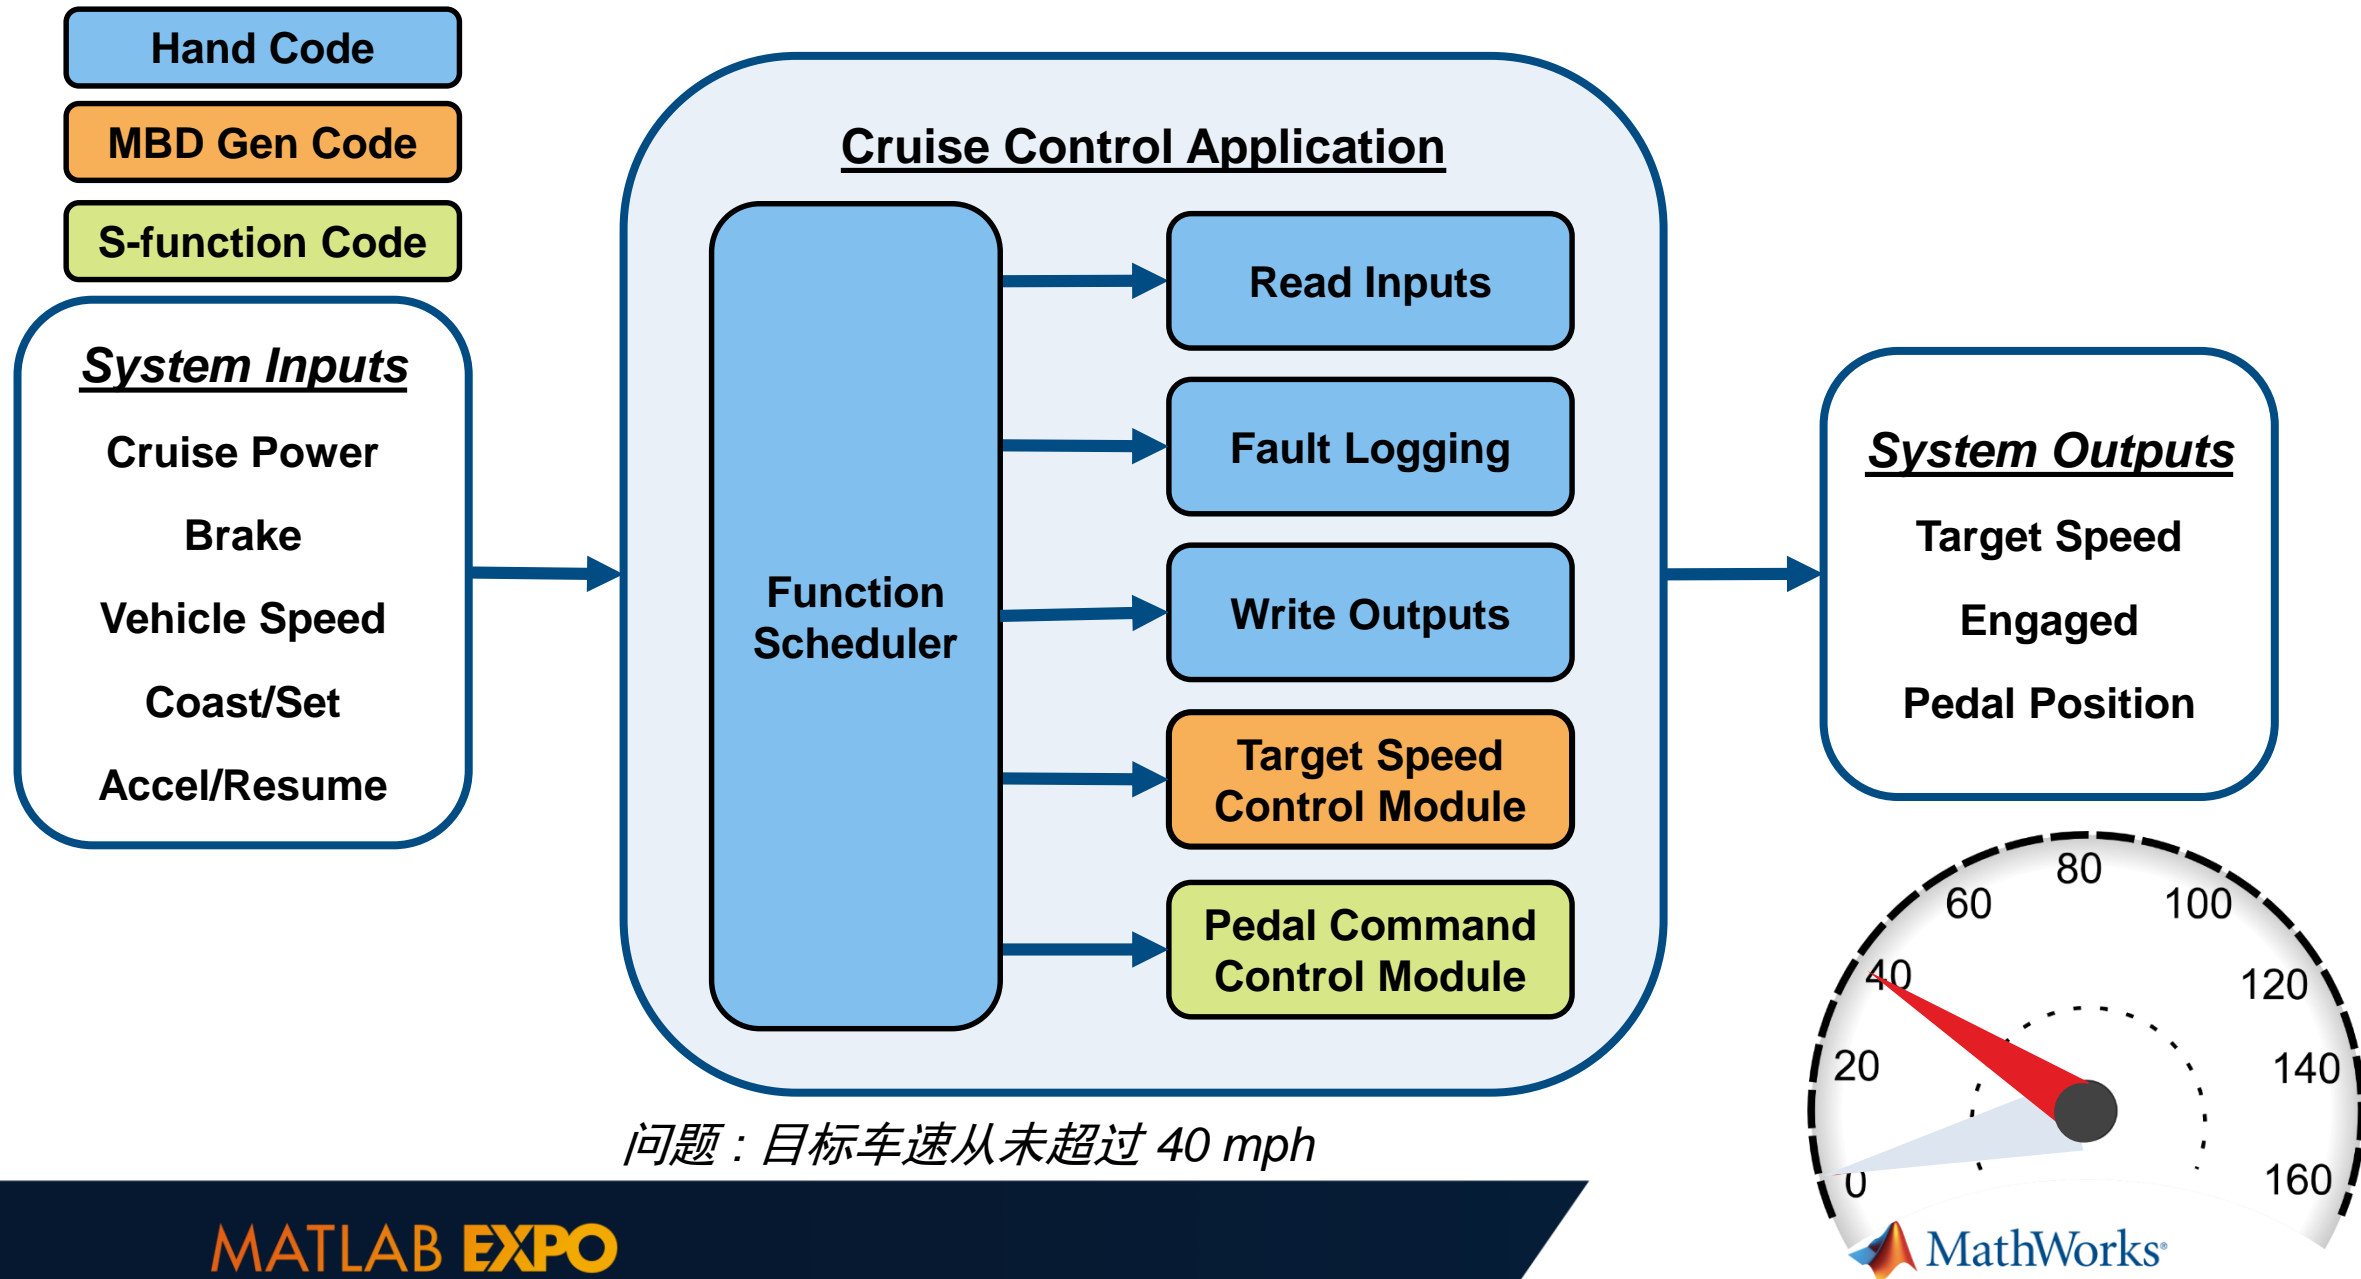 Hand Code
MBD Gen Code
S-function Code
System Inputs
Cruise Power
Brake
Vehicle Speed
Coast/Set
Accel/Resume
Cruise Control Application
Function
Scheduler
Read Inputs
Fault Logging
Write Outputs
Target Speed
Control Module
Pedal Command
Control Module
System Outputs
Target Speed
Engaged
Pedal Position
0
20
40
60
80
100
120
140
160
问题：目标车速从未超过 40 mph
MATLAB EXPO
MathWorks®